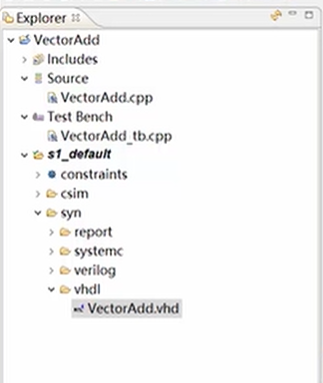 Explorer
VectorAdd
Includes
Source
VectorAdd.cpp
Test Bench
VectorAdd_tb.cpp
s1_default
constraints
csim
syn
report
systemc
verilog
vhdl
VectorAdd.vhd